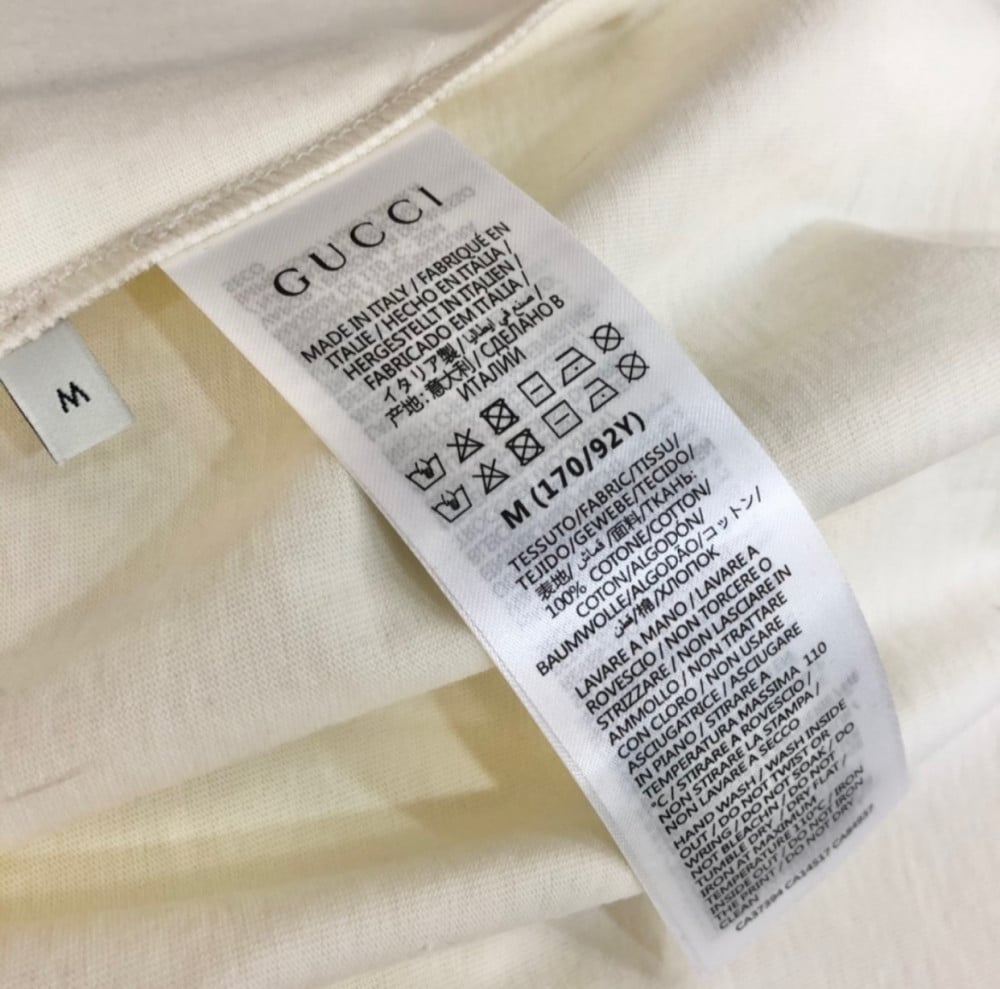 GUCCI
MADE IN ITALY / FABRIQUÉ EN
ITALIE / HECHO EN ITALIA /
HERGESTELLT IN ITALIEN /
FABRICADO EM ITALIA /
イタリア製 / صنع في إيطاليا /
产地: 意大利 / СДЕЛАНО В
ИТАЛИИ
M (170/92Y)
TESSUTO/FABRIC/TISSU/
TEJIDO/GEWEBE/TECIDO/
表地/ قماش /面料/ТКАНЬ:
100% COTONE/COTTON/
COTON/ALGODON/
BAUMWOLLE/ALGODÃO/コットン/
قطن/棉/ХЛОПОК
LAVARE A MANO / LAVARE A
ROVESCIO / NON TORCERE O
STRIZZARE / NON LASCIARE IN
AMMOLLO / NON TRATTARE
CON CLORO / NON USARE
ASCIUGATRICE / ASCIUGARE
IN PIANO / STIRARE A
TEMPERATURA MASSIMA 110
°C / STIRARE A ROVESCIO /
NON STIRARE LA STAMPA /
NON LAVARE A SECCO
HAND WASH / WASH INSIDE
OUT / DO NOT TWIST OR
WRING / DO NOT SOAK / DO
NOT BLEACH / DO NOT
TUMBLE DRY / DRY FLAT /
IRON AT MAXIMUM
TEMPERATURE 110°C / IRON
INSIDE OUT / DO NOT IRON
THE PRINT / DO NOT DRY
CLEAN
M